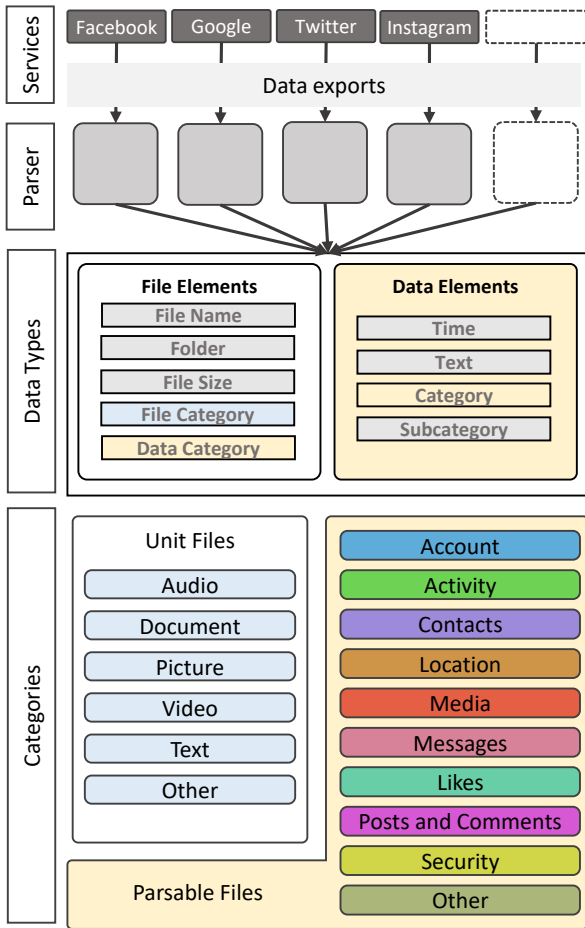 Services
Facebook
Google
Twitter
Instagram
Data exports
Parser
Data Types
File Elements
File Name
Folder
File Size
File Category
Data Category
Data Elements
Time
Text
Category
Subcategory
Categories
Unit Files
Audio
Document
Picture
Video
Text
Other
Parsable Files
Account
Activity
Contacts
Location
Media
Messages
Likes
Posts and Comments
Security
Other